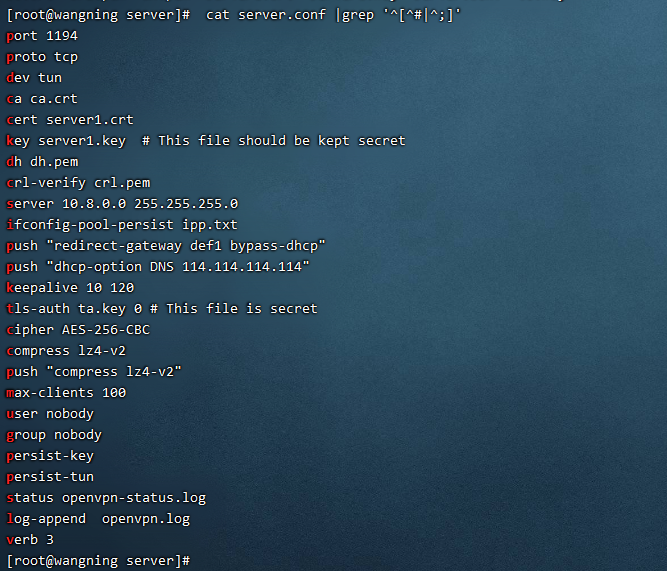 [root@wangning server]#  cat server.conf |grep '^[^#|^;]'
port 1194
proto tcp
dev tun
ca ca.crt
cert server1.crt
key server1.key  # This file should be kept secret
dh dh.pem
crl-verify crl.pem
server 10.8.0.0 255.255.255.0
ifconfig-pool-persist ipp.txt
push "redirect-gateway def1 bypass-dhcp"
push "dhcp-option DNS 114.114.114.114"
keepalive 10 120
tls-auth ta.key 0 # This file is secret
cipher AES-256-CBC
compress lz4-v2
push "compress lz4-v2"
max-clients 100
user nobody
group nobody
persist-key
persist-tun
status openvpn-status.log
log-append  openvpn.log
verb 3
[root@wangning server]#